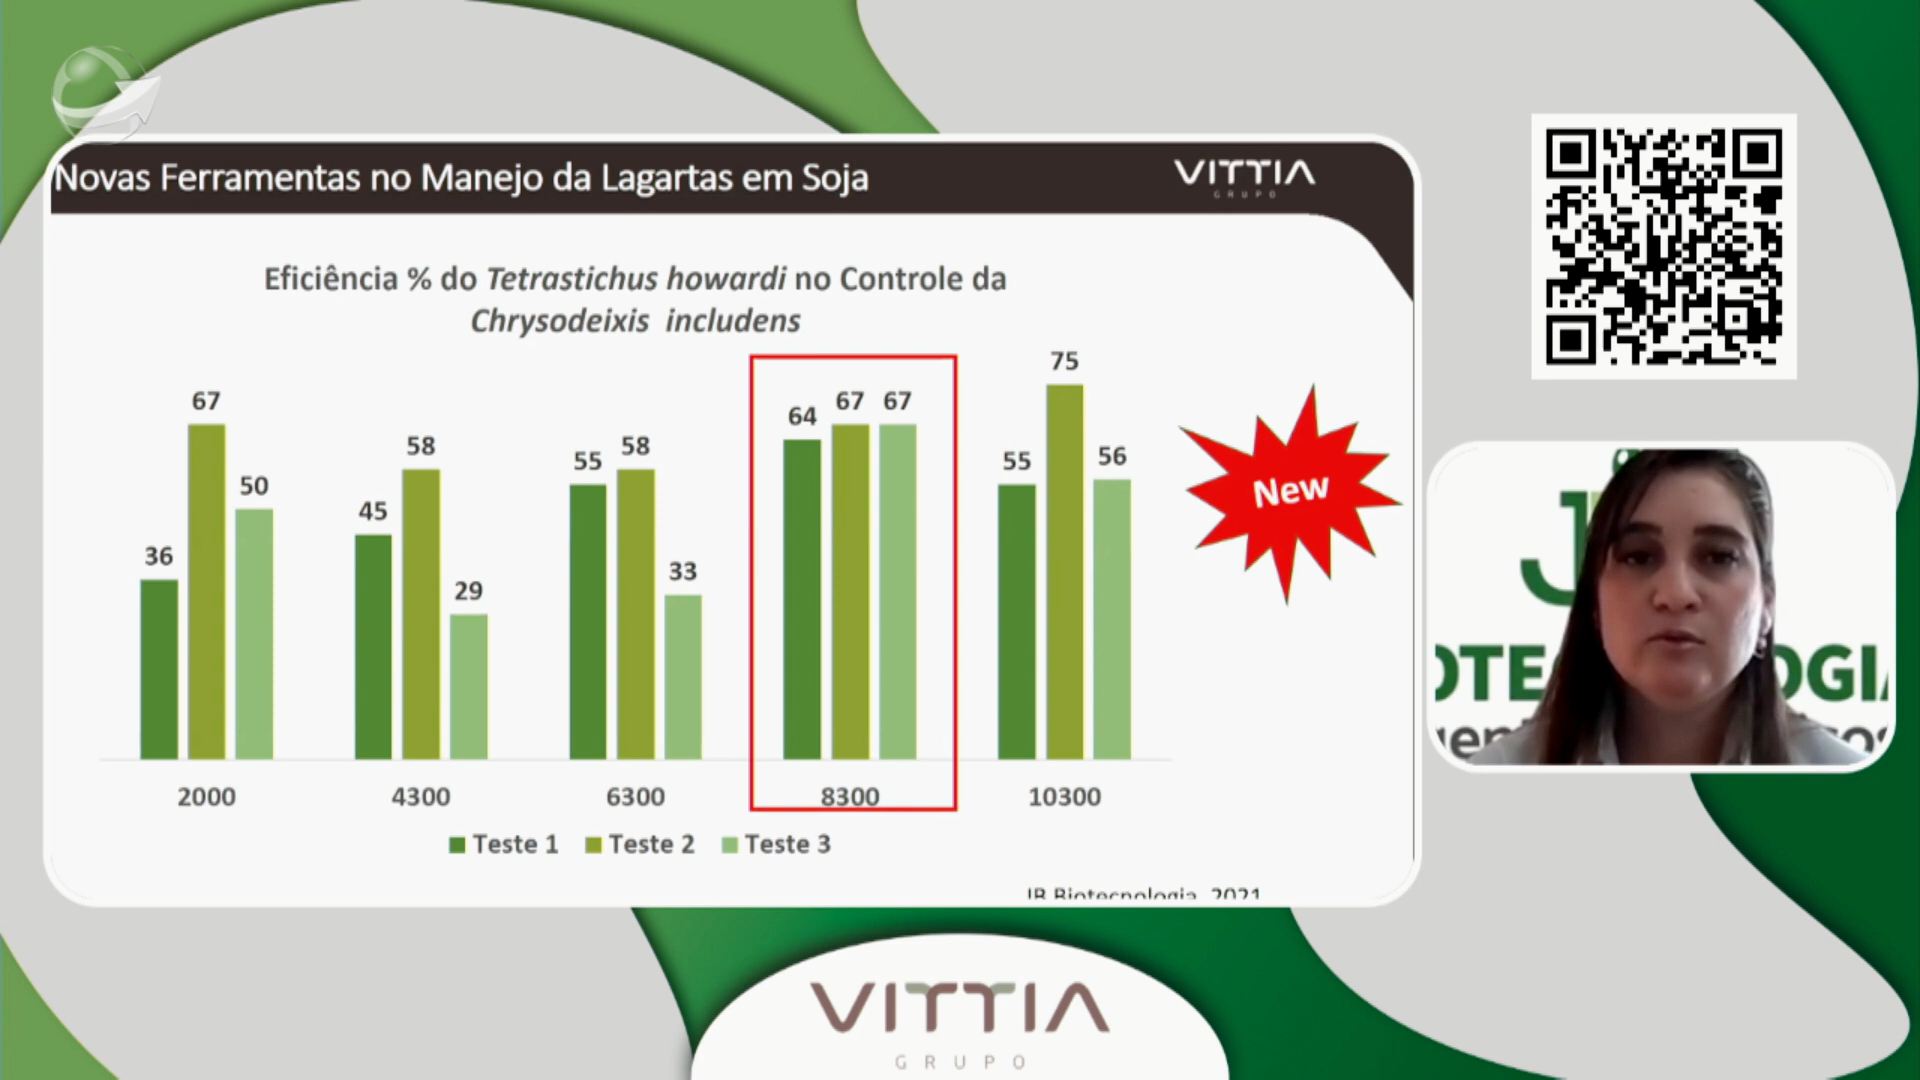 Novas Ferramentas no Manejo da Lagartas em Soja
VITTIA
GRUPO
Eficiência % do Tetrastichus howardi no Controle da
Chrysodeixis includens
36 67 50 45 58 29 55 58 33 64 67 67 55 75 56
New
2000 4300 6300 8300 10300
Teste 1 Teste 2 Teste 3
JB Biotecnologia, 2021
VITTIA
GRUPO